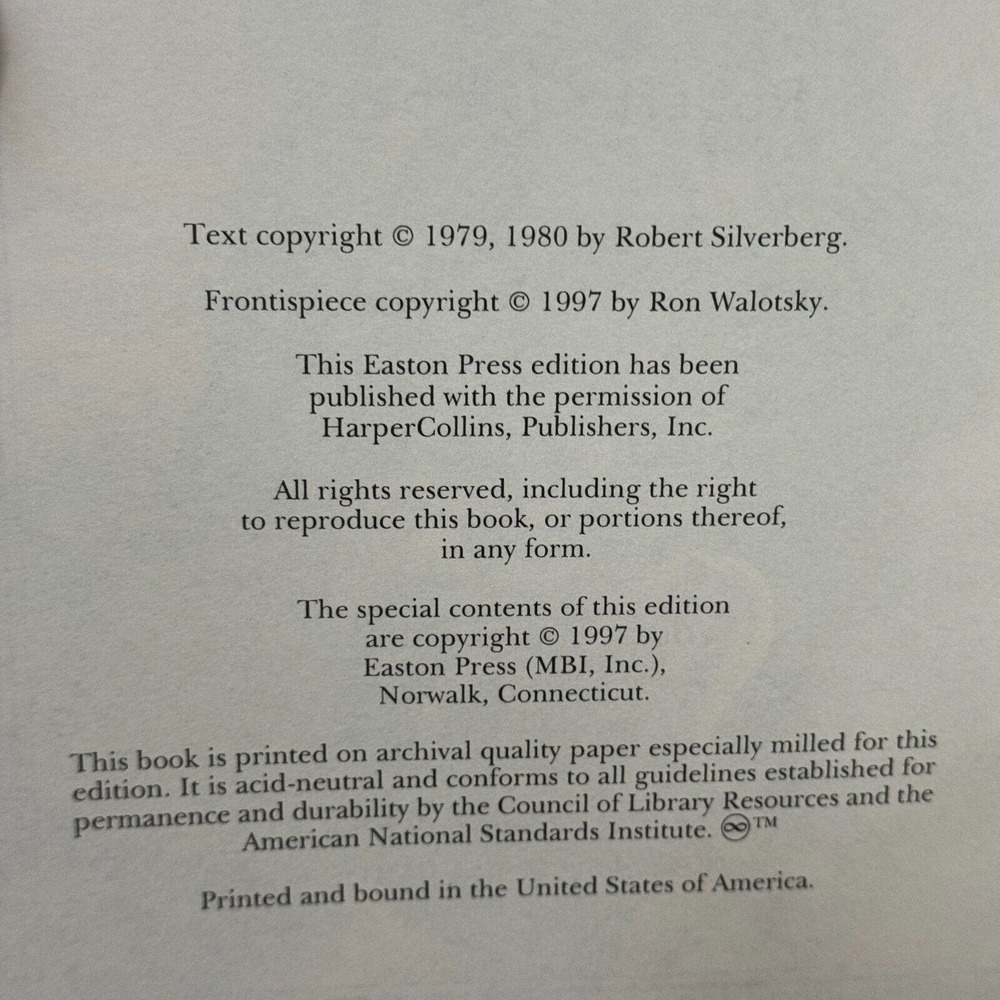 Text copyright © 1979, 1980 by Robert Silverberg.
Frontispiece copyright © 1997 by Ron Walotsky.
This Easton Press edition has been
published with the permission of
HarperCollins, Publishers, Inc.
All rights reserved, including the right
to reproduce this book, or portions thereof,
in any form.
The special contents of this edition
are copyright © 1997 by
Easton Press (MBI, Inc.),
Norwalk, Connecticut.
This book is printed on archival quality paper especially milled for this
edition. It is acid-neutral and conforms to all guidelines established for
permanence and durability by the Council of Library Resources and the
American National Standards Institute. ♾™
Printed and bound in the United States of America.